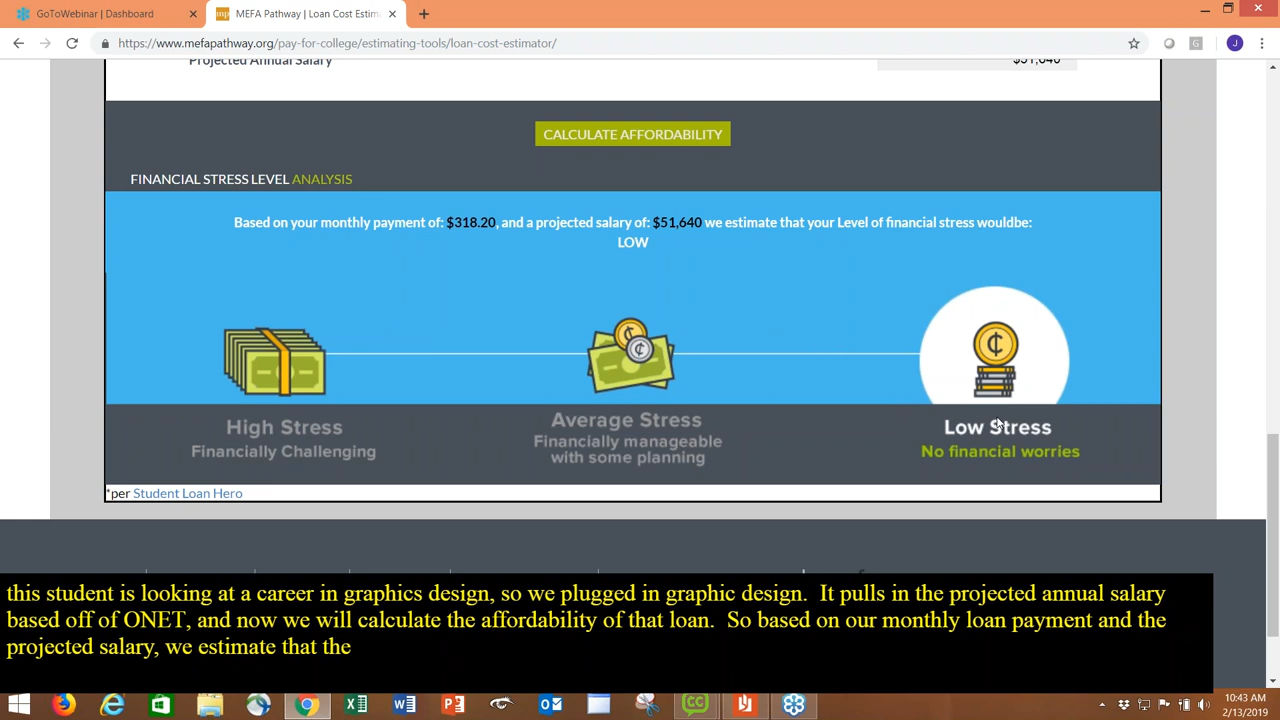 GoToWebinar | Dashboard
MEFA Pathway | Loan Cost Estim
https://www.mefapathway.org/pay-for-college/estimating-tools/loan-cost-estimator/
J
Projected Annual Salary $51,640
CALCULATE AFFORDABILITY
FINANCIAL STRESS LEVEL ANALYSIS
Based on your monthly payment of: $318.20, and a projected salary of: $51,640 we estimate that your Level of financial stress wouldbe:
LOW
High Stress
Financially Challenging
Average Stress
Financially manageable
with some planning
Low Stress
No financial worries
*per Student Loan Hero
this student is looking at a career in graphics design, so we plugged in graphic design.  It pulls in the projected annual salary
based off of ONET, and now we will calculate the affordability of that loan.  So based on our monthly loan payment and the
projected salary, we estimate that the
10:43 AM
2/13/2019